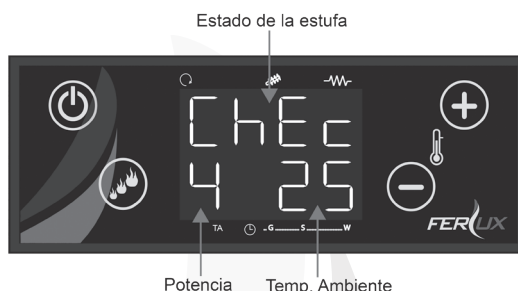 Estado de la estufa
ChEc
4 25
TA -G S W
FERLUX
Potencia Temp. Ambiente